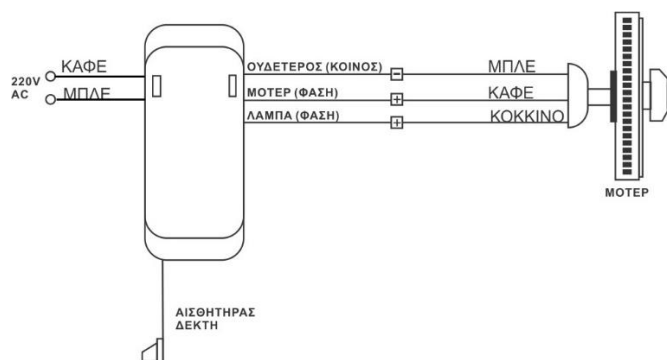 ΚΑΦΕ
220V
AC
ΜΠΛΕ
ΟΥΔΕΤΕΡΟΣ (ΚΟΙΝΟΣ)
ΜΠΛΕ
ΜΟΤΕΡ (ΦΑΣΗ)
ΚΑΦΕ
ΛΑΜΠΑ (ΦΑΣΗ)
ΚΟΚΚΙΝΟ
ΜΟΤΕΡ
ΑΙΣΘΗΤΗΡΑΣ
ΔΕΚΤΗ